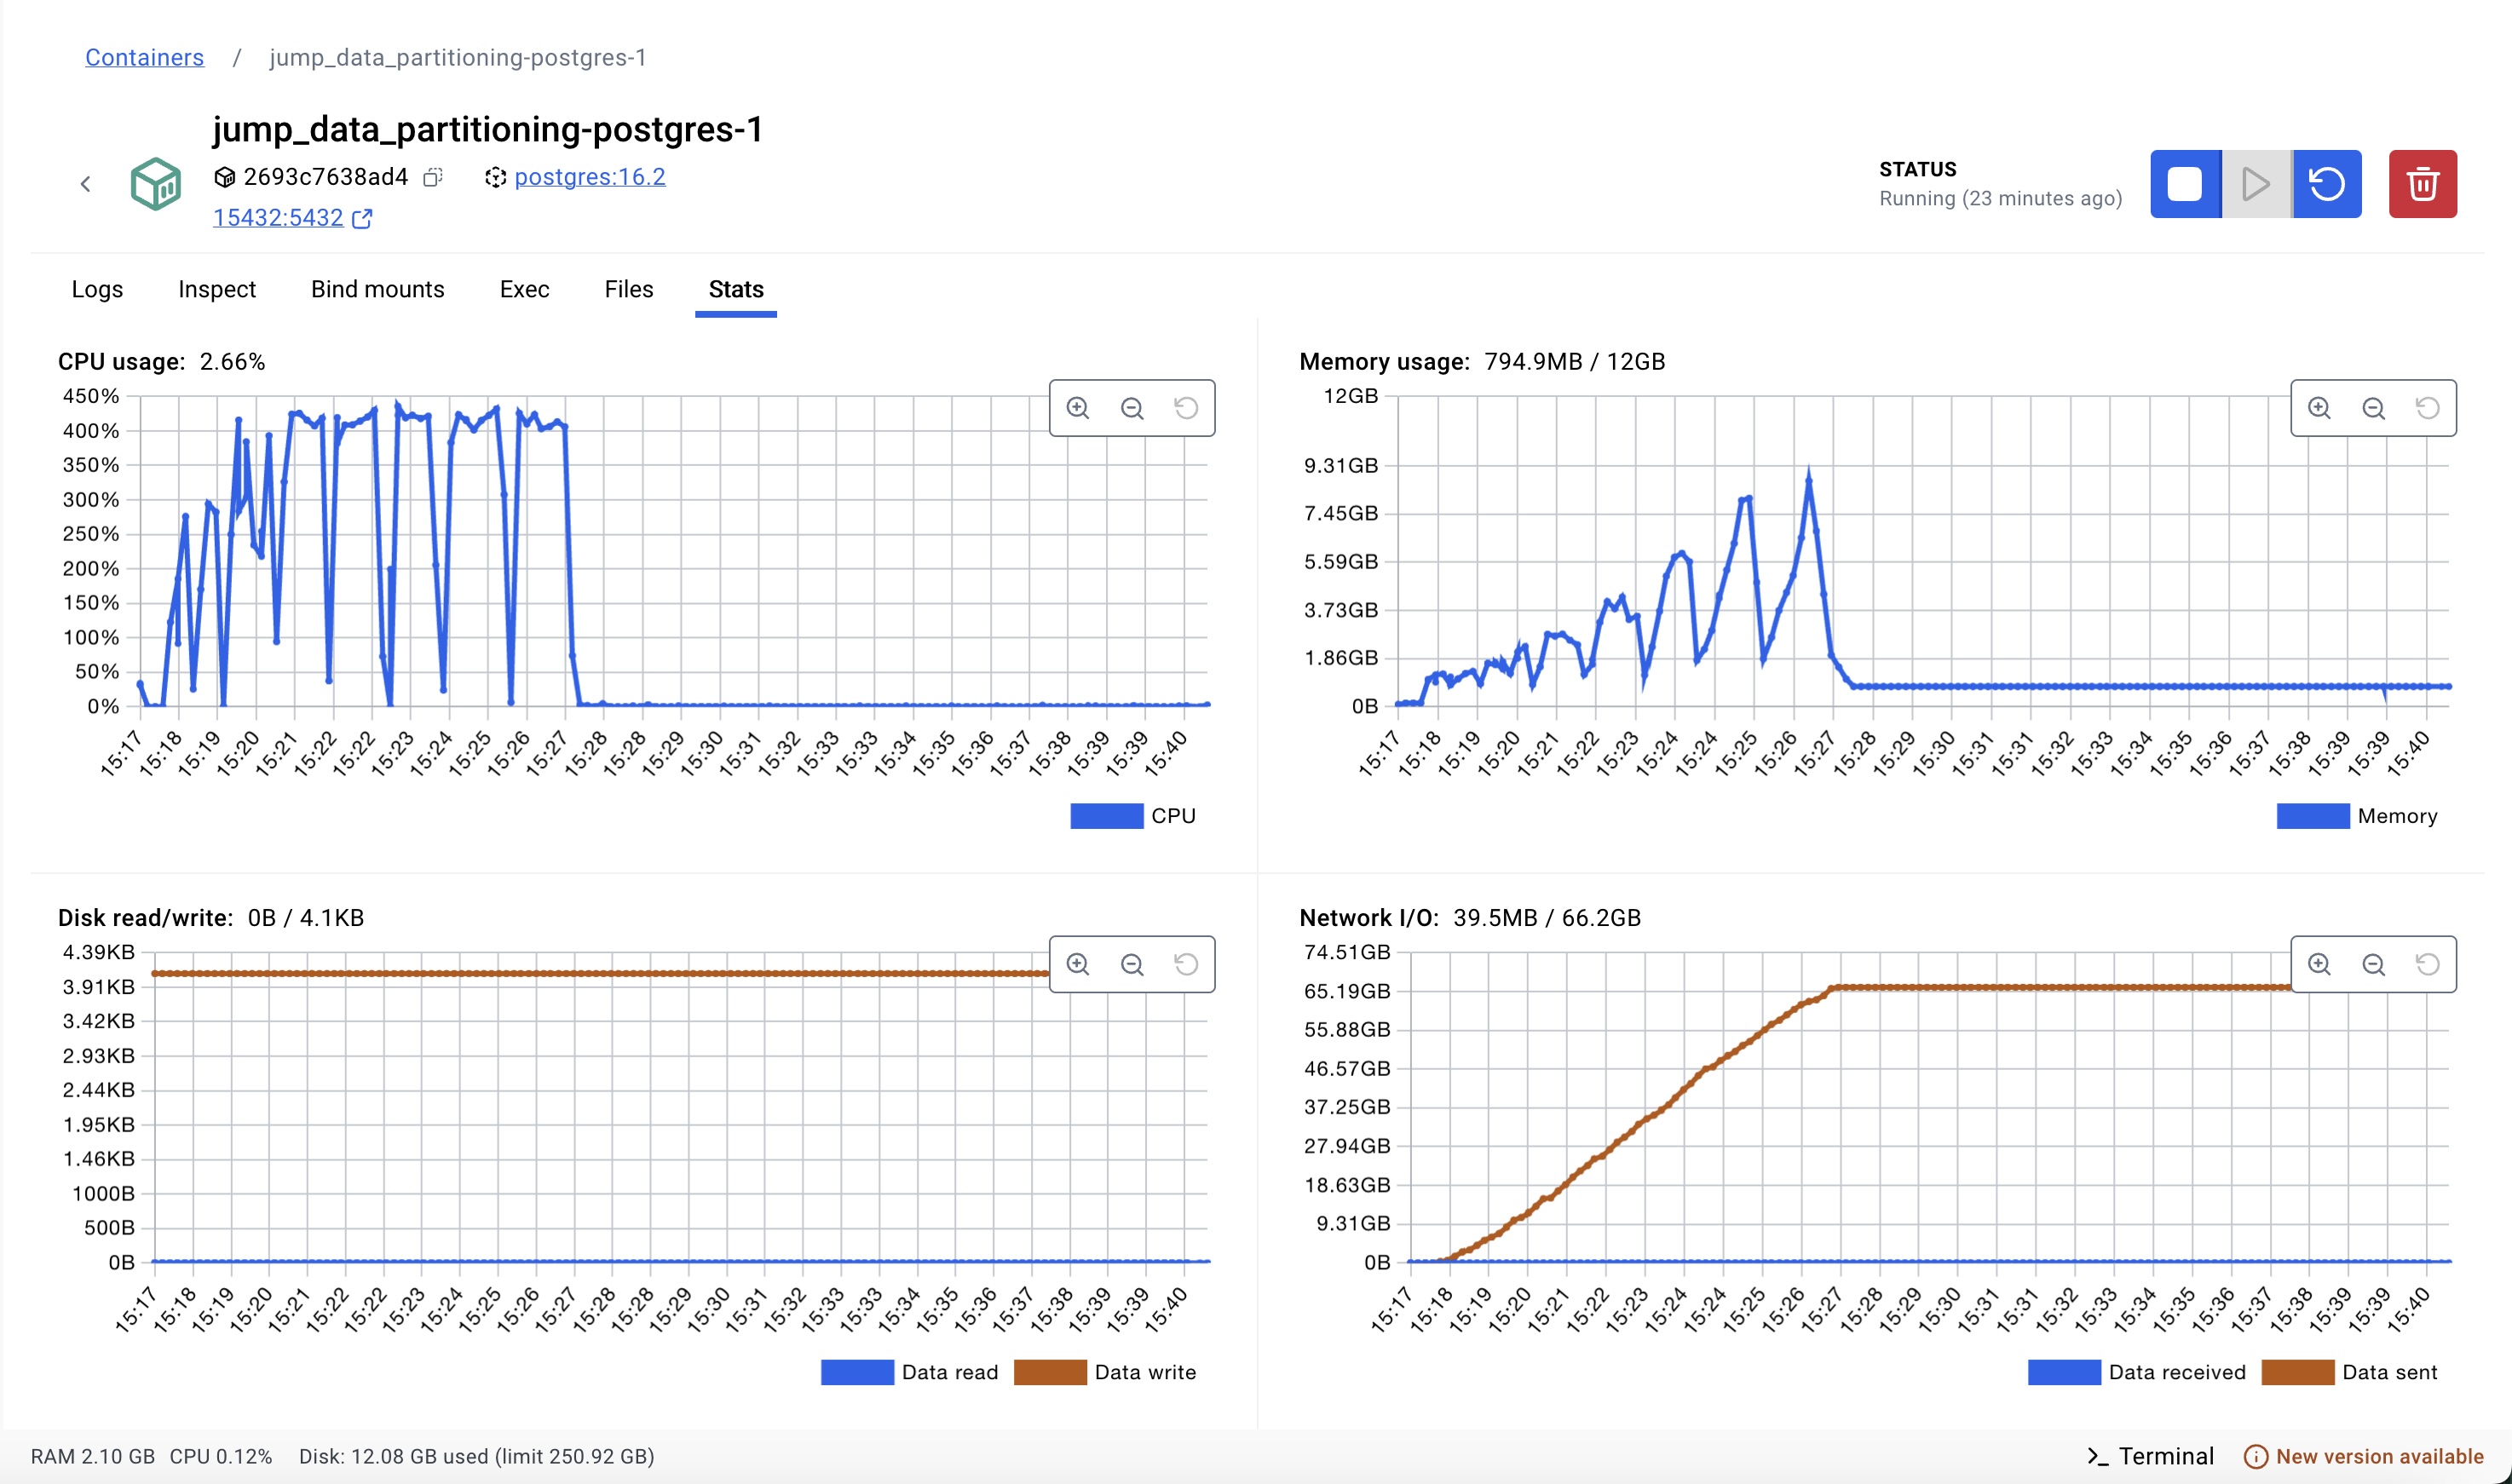 Containers / jump_data_partitioning-postgres-1
jump_data_partitioning-postgres-1
2693c7638ad4 postgres:16.2
15432:5432
STATUS
Running (23 minutes ago)
Logs Inspect Bind mounts Exec Files Stats
CPU usage: 2.66%
450%
400%
350%
300%
250%
200%
150%
100%
50%
0%
15:17 15:18 15:19 15:20 15:21 15:22 15:22 15:23 15:24 15:25 15:26 15:27 15:28 15:28 15:29 15:30 15:31 15:32 15:33 15:33 15:34 15:35 15:36 15:37 15:38 15:39 15:39 15:40
CPU
Memory usage: 794.9MB / 12GB
12GB
9.31GB
7.45GB
5.59GB
3.73GB
1.86GB
0B
15:17 15:18 15:19 15:20 15:21 15:22 15:23 15:24 15:24 15:25 15:26 15:27 15:28 15:29 15:30 15:31 15:31 15:32 15:33 15:34 15:35 15:36 15:37 15:38 15:39 15:39 15:40
Memory
Disk read/write: 0B / 4.1KB
4.39KB
3.91KB
3.42KB
2.93KB
2.44KB
1.95KB
1.46KB
1000B
500B
0B
15:17 15:18 15:19 15:20 15:21 15:22 15:22 15:23 15:24 15:25 15:26 15:27 15:28 15:28 15:29 15:30 15:31 15:32 15:33 15:33 15:34 15:35 15:36 15:37 15:38 15:39 15:39 15:40
Data read Data write
Network I/O: 39.5MB / 66.2GB
74.51GB
65.19GB
55.88GB
46.57GB
37.25GB
27.94GB
18.63GB
9.31GB
0B
15:17 15:18 15:19 15:20 15:21 15:22 15:23 15:24 15:24 15:25 15:26 15:27 15:28 15:29 15:30 15:31 15:31 15:32 15:33 15:34 15:35 15:36 15:37 15:38 15:39 15:39 15:40
Data received Data sent
RAM 2.10 GB CPU 0.12% Disk: 12.08 GB used (limit 250.92 GB)
Terminal New version available